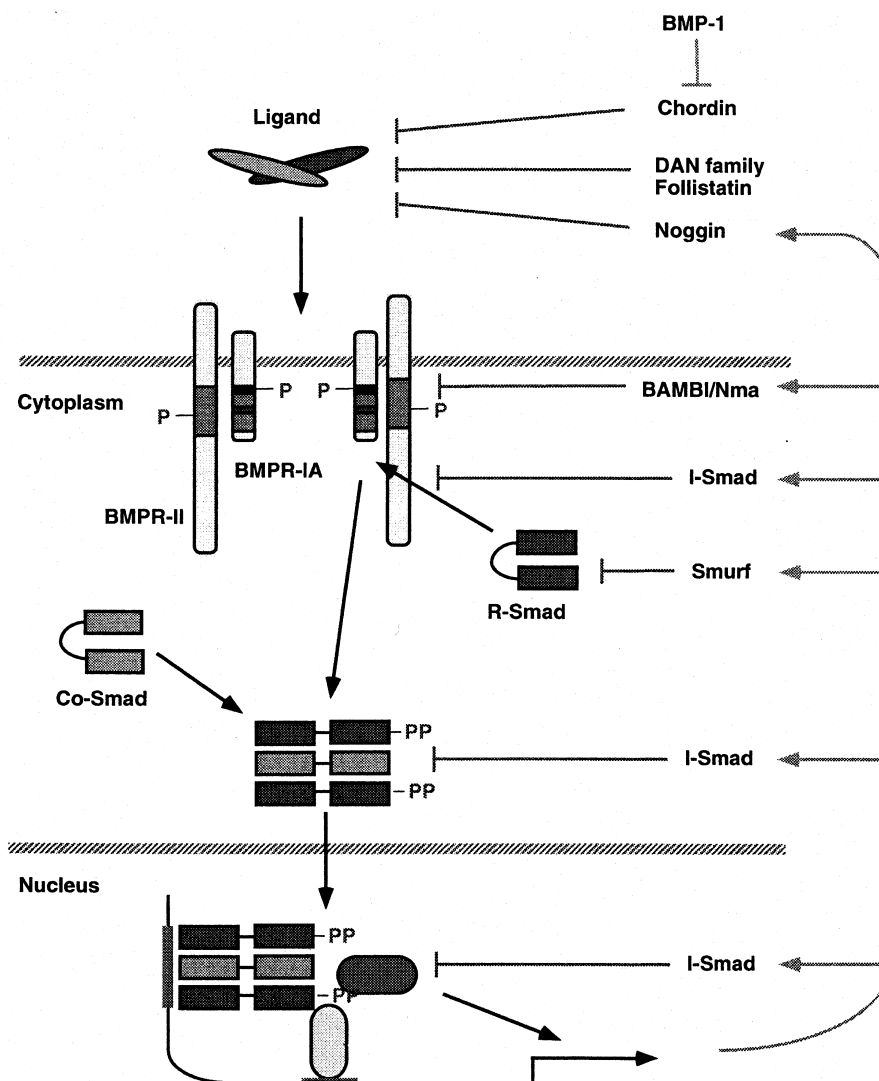 BMP-1
Ligand
Chordin
DAN family
Follistatin
Noggin
Cytoplasm
P
P
P
P
BAMBI/Nma
BMPR-IA
BMPR-II
I-Smad
Smurf
R-Smad
Co-Smad
PP
I-Smad
PP
Nucleus
PP
I-Smad
PP